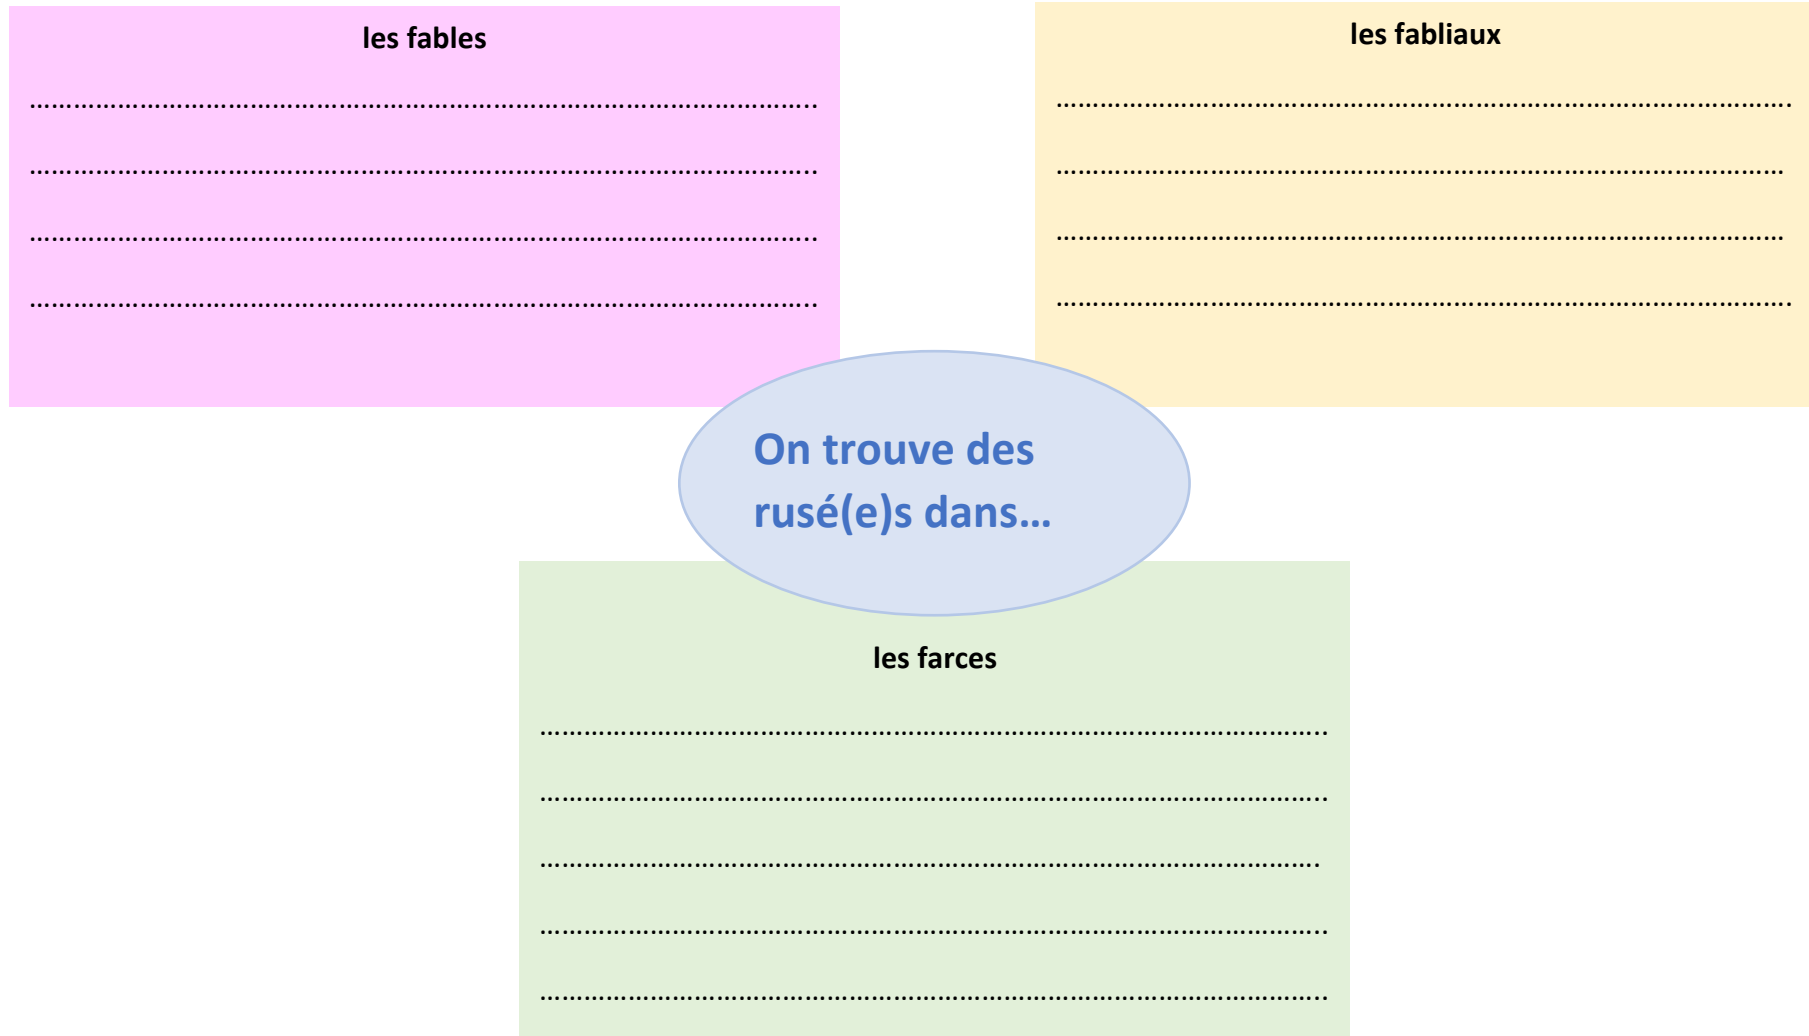 les fables
…………………………………………………………………………………………..
…………………………………………………………………………………………..
…………………………………………………………………………………………..
…………………………………………………………………………………………..
les fabliaux
…………………………………………………………………………………….
……………………………………………………………………………………
……………………………………………………………………………………
…………………………………………………………………………………….
On trouve des
rusé(e)s dans…
les farces
…………………………………………………………………………………………..
…………………………………………………………………………………………..
………………………………………………………………………………………….
…………………………………………………………………………………………..
…………………………………………………………………………………………..